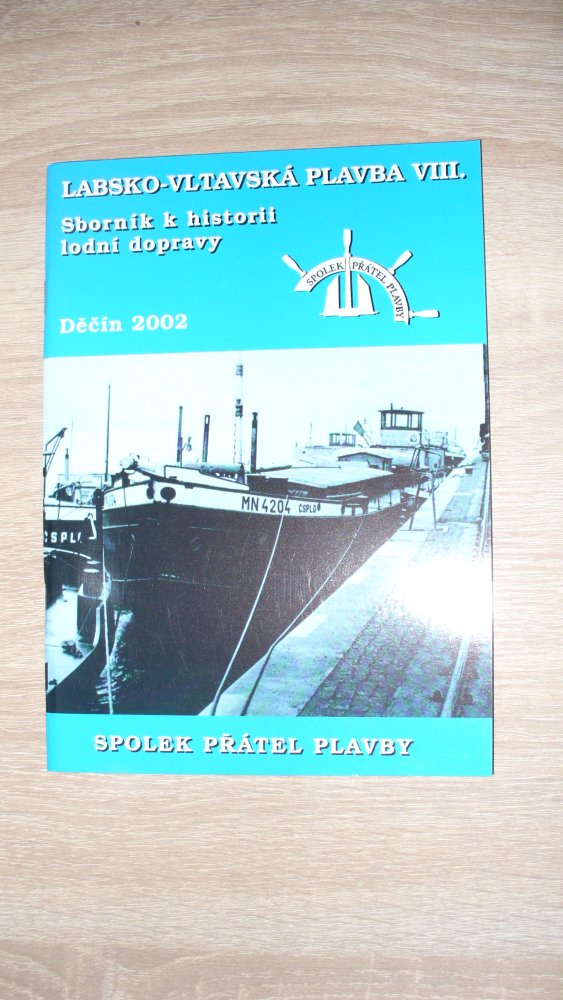 LABSKO-VLTAVSKÁ PLAVBA VIII.
Sborník k historii
lodní dopravy
SPOLEK PŘÁTEL PLAVBY
Děčín 2002
MN 4204 CSPLO
CSPL
SPOLEK PŘÁTEL PLAVBY